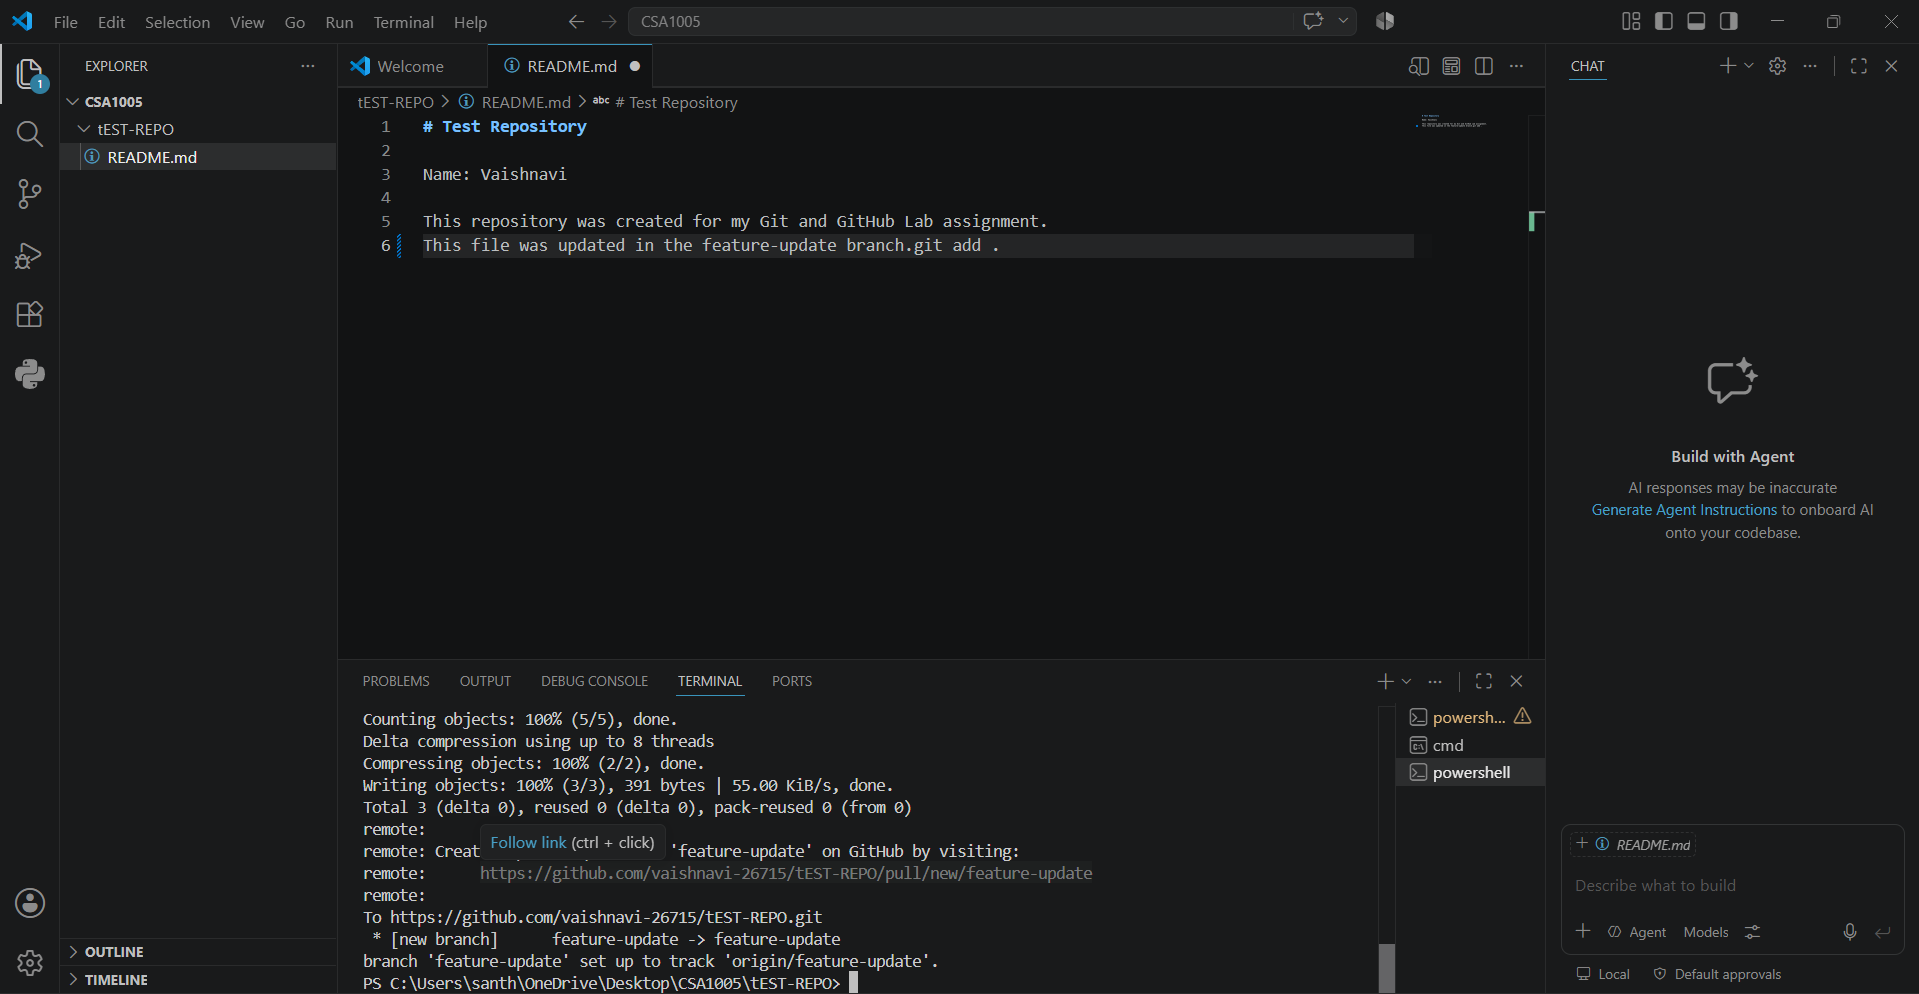 File Edit Selection View Go Run Terminal Help
CSA1005
1
EXPLORER
CSA1005
tEST-REPO
README.md
OUTLINE
TIMELINE
Welcome
README.md
tEST-REPO > README.md > abc # Test Repository
1 # Test Repository
2
3 Name: Vaishnavi
4
5 This repository was created for my Git and GitHub Lab assignment.
6 This file was updated in the feature-update branch.git add .
PROBLEMS OUTPUT DEBUG CONSOLE TERMINAL PORTS
Counting objects: 100% (5/5), done.
Delta compression using up to 8 threads
Compressing objects: 100% (2/2), done.
Writing objects: 100% (3/3), 391 bytes | 55.00 KiB/s, done.
Total 3 (delta 0), reused 0 (delta 0), pack-reused 0 (from 0)
remote:
Follow link (ctrl + click)
remote: Creat 'feature-update' on GitHub by visiting:
remote: https://github.com/vaishnavi-26715/tEST-REPO/pull/new/feature-update
remote:
To https://github.com/vaishnavi-26715/tEST-REPO.git
* [new branch] feature-update -> feature-update
branch 'feature-update' set up to track 'origin/feature-update'.
PS C:\Users\santh\OneDrive\Desktop\CSA1005\tEST-REPO>
powersh...
cmd
powershell
CHAT
Build with Agent
AI responses may be inaccurate
Generate Agent Instructions to onboard AI
onto your codebase.
README.md
Describe what to build
Agent Models
Local Default approvals